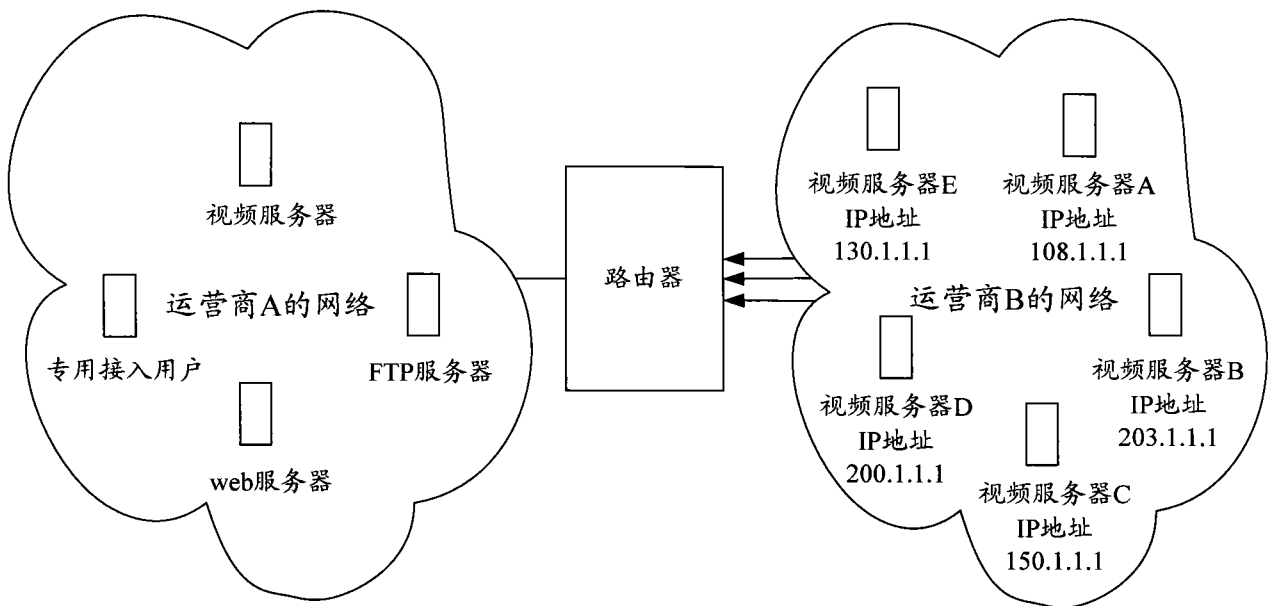 视频服务器
专用接入用户
运营商A的网络
FTP服务器
web服务器
路由器
视频服务器E
IP地址
130.1.1.1
视频服务器A
IP地址
108.1.1.1
运营商B的网络
视频服务器D
IP地址
200.1.1.1
视频服务器B
IP地址
203.1.1.1
视频服务器C
IP地址
150.1.1.1